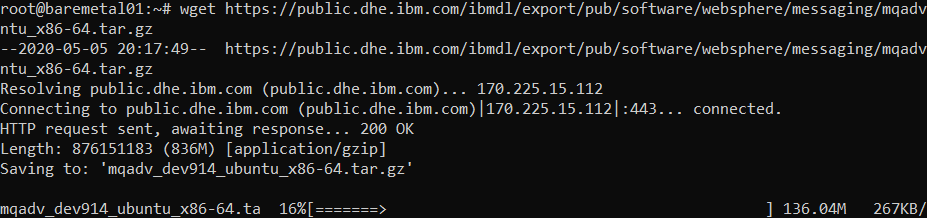 root@baremetal01:~# wget https://public.dhe.ibm.com/ibmdl/export/pub/software/websphere/messaging/mqadv
ntu_x86-64.tar.gz
--2020-05-05 20:17:49--  https://public.dhe.ibm.com/ibmdl/export/pub/software/websphere/messaging/mqadv
ntu_x86-64.tar.gz
Resolving public.dhe.ibm.com (public.dhe.ibm.com)... 170.225.15.112
Connecting to public.dhe.ibm.com (public.dhe.ibm.com)|170.225.15.112|:443... connected.
HTTP request sent, awaiting response... 200 OK
Length: 876151183 (836M) [application/gzip]
Saving to: 'mqadv_dev914_ubuntu_x86-64.tar.gz'
mqadv_dev914_ubuntu_x86-64.ta  16%[=======>                                      ] 136.04M   267KB/